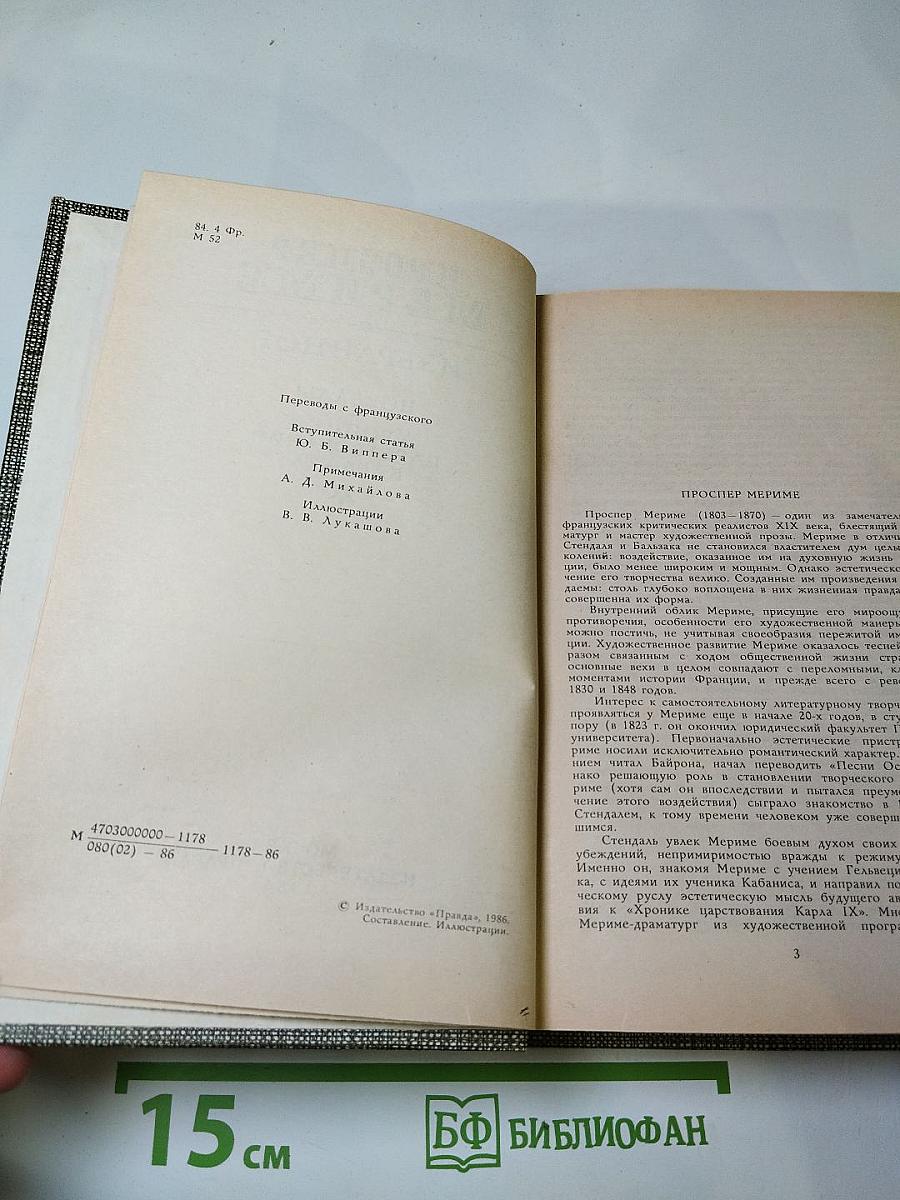 84. 4 Фр.
М 52
Переводы с французского
Вступительная статья
Ю. Б. Виппера
Примечания
А. Д. Михайлова
Иллюстрации
В. В. Лукашова
М 4703000000—1178
080(02) — 86
1178—86
© Издательство «Правда», 1986.
Составление. Иллюстрации.
ПРОСПЕР МЕРИМЕ
Проспер Мериме (1803—1870) — один из замечател
французских критических реалистов XIX века, блестящий
матург и мастер художественной прозы. Мериме в отличи
Стендаля и Бальзака не становился властителем дум целы
колений: воздействие, оказанное им на духовную жизнь
ции, было менее широким и мощным. Однако эстетическо
чение его творчества велико. Созданные им произведения
даемы: столь глубоко воплощена в них жизненная правда
совершенна их форма.
Внутренний облик Мериме, присущие его мироощу
противоречия, особенности его художественной манеры
можно постичь, не учитывая своеобразия пережитой им
ции. Художественное развитие Мериме оказалось тесней
разом связанным с ходом общественной жизни стра
основные вехи в целом совпадают с переломными, кл
моментами истории Франции, и прежде всего с рев
1830 и 1848 годов.
Интерес к самостоятельному литературному творч
проявляться у Мериме еще в начале 20-х годов, в сту
пору (в 1823 г. он окончил юридический факультет П
университета). Первоначально эстетические пристр
риме носили исключительно романтический характер.
нием читал Байрона, начал переводить «Песни Ос
нако решающую роль в становлении творческого
риме (хотя сам он впоследствии и пытался преум
чение этого воздействия) сыграло знакомство в
Стендалем, к тому времени человеком уже соверш
шимся.
Стендаль увлек Мериме боевым духом своих
убеждений, непримиримостью вражды к режиму
Именно он, знакомя Мериме с учением Гельвеци
ка, с идеями их ученика Кабаниса, и направил по
ческому руслу эстетическую мысль будущего ав
вия к «Хронике царствования Карла IX». Мно
Мериме-драматург из художественной програ
3
15 см
БФ БИБЛИОФАН